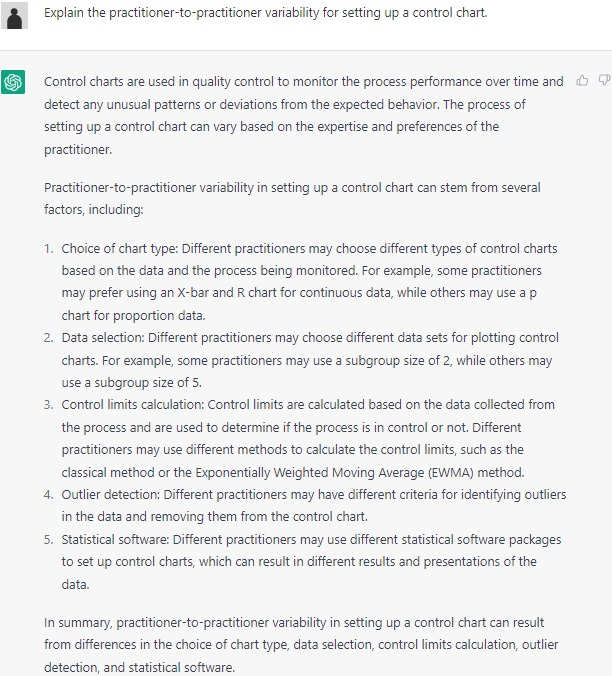 Explain the practitioner-to-practitioner variability for setting up a control chart.
Control charts are used in quality control to monitor the process performance over time and
detect any unusual patterns or deviations from the expected behavior. The process of
setting up a control chart can vary based on the expertise and preferences of the
practitioner.
Practitioner-to-practitioner variability in setting up a control chart can stem from several
factors, including:
1. Choice of chart type: Different practitioners may choose different types of control charts
based on the data and the process being monitored. For example, some practitioners
may prefer using an X-bar and R chart for continuous data, while others may use a p
chart for proportion data.
2. Data selection: Different practitioners may choose different data sets for plotting control
charts. For example, some practitioners may use a subgroup size of 2, while others may
use a subgroup size of 5.
3. Control limits calculation: Control limits are calculated based on the data collected from
the process and are used to determine if the process is in control or not. Different
practitioners may use different methods to calculate the control limits, such as the
classical method or the Exponentially Weighted Moving Average (EWMA) method.
4. Outlier detection: Different practitioners may have different criteria for identifying outliers
in the data and removing them from the control chart.
5. Statistical software: Different practitioners may use different statistical software packages
to set up control charts, which can result in different results and presentations of the
data.
In summary, practitioner-to-practitioner variability in setting up a control chart can result
from differences in the choice of chart type, data selection, control limits calculation, outlier
detection, and statistical software.